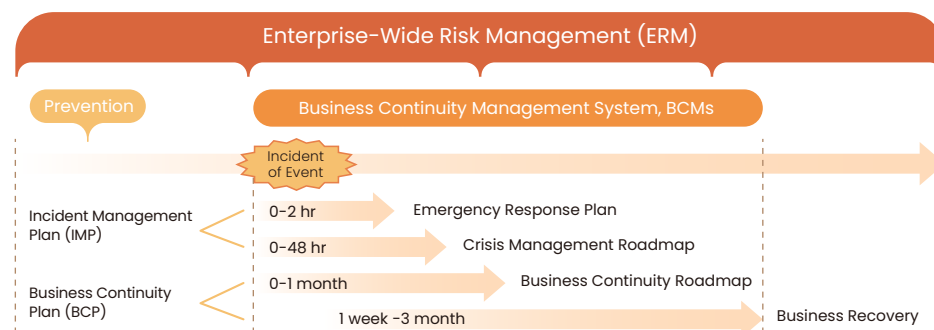 Enterprise-Wide Risk Management (ERM)
Prevention
Business Continuity Management System, BCMs
Incident
of Event
Incident Management
Plan (IMP)
0-2 hr
Emergency Response Plan
0-48 hr
Crisis Management Roadmap
Business Continuity
Plan (BCP)
0-1 month
Business Continuity Roadmap
1 week -3 month
Business Recovery